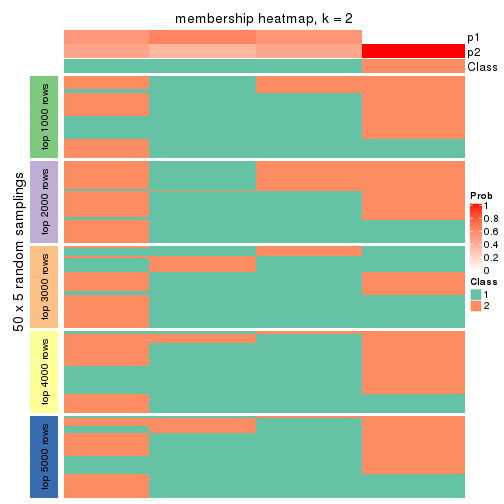 membership heatmap, k = 2
p1
p2
Class
50 x 5 random samplings
top 1000 rows
top 2000 rows
top 3000 rows
top 4000 rows
top 5000 rows
Prob
1
0.8
0.6
0.4
0.2
0
Class
1
2